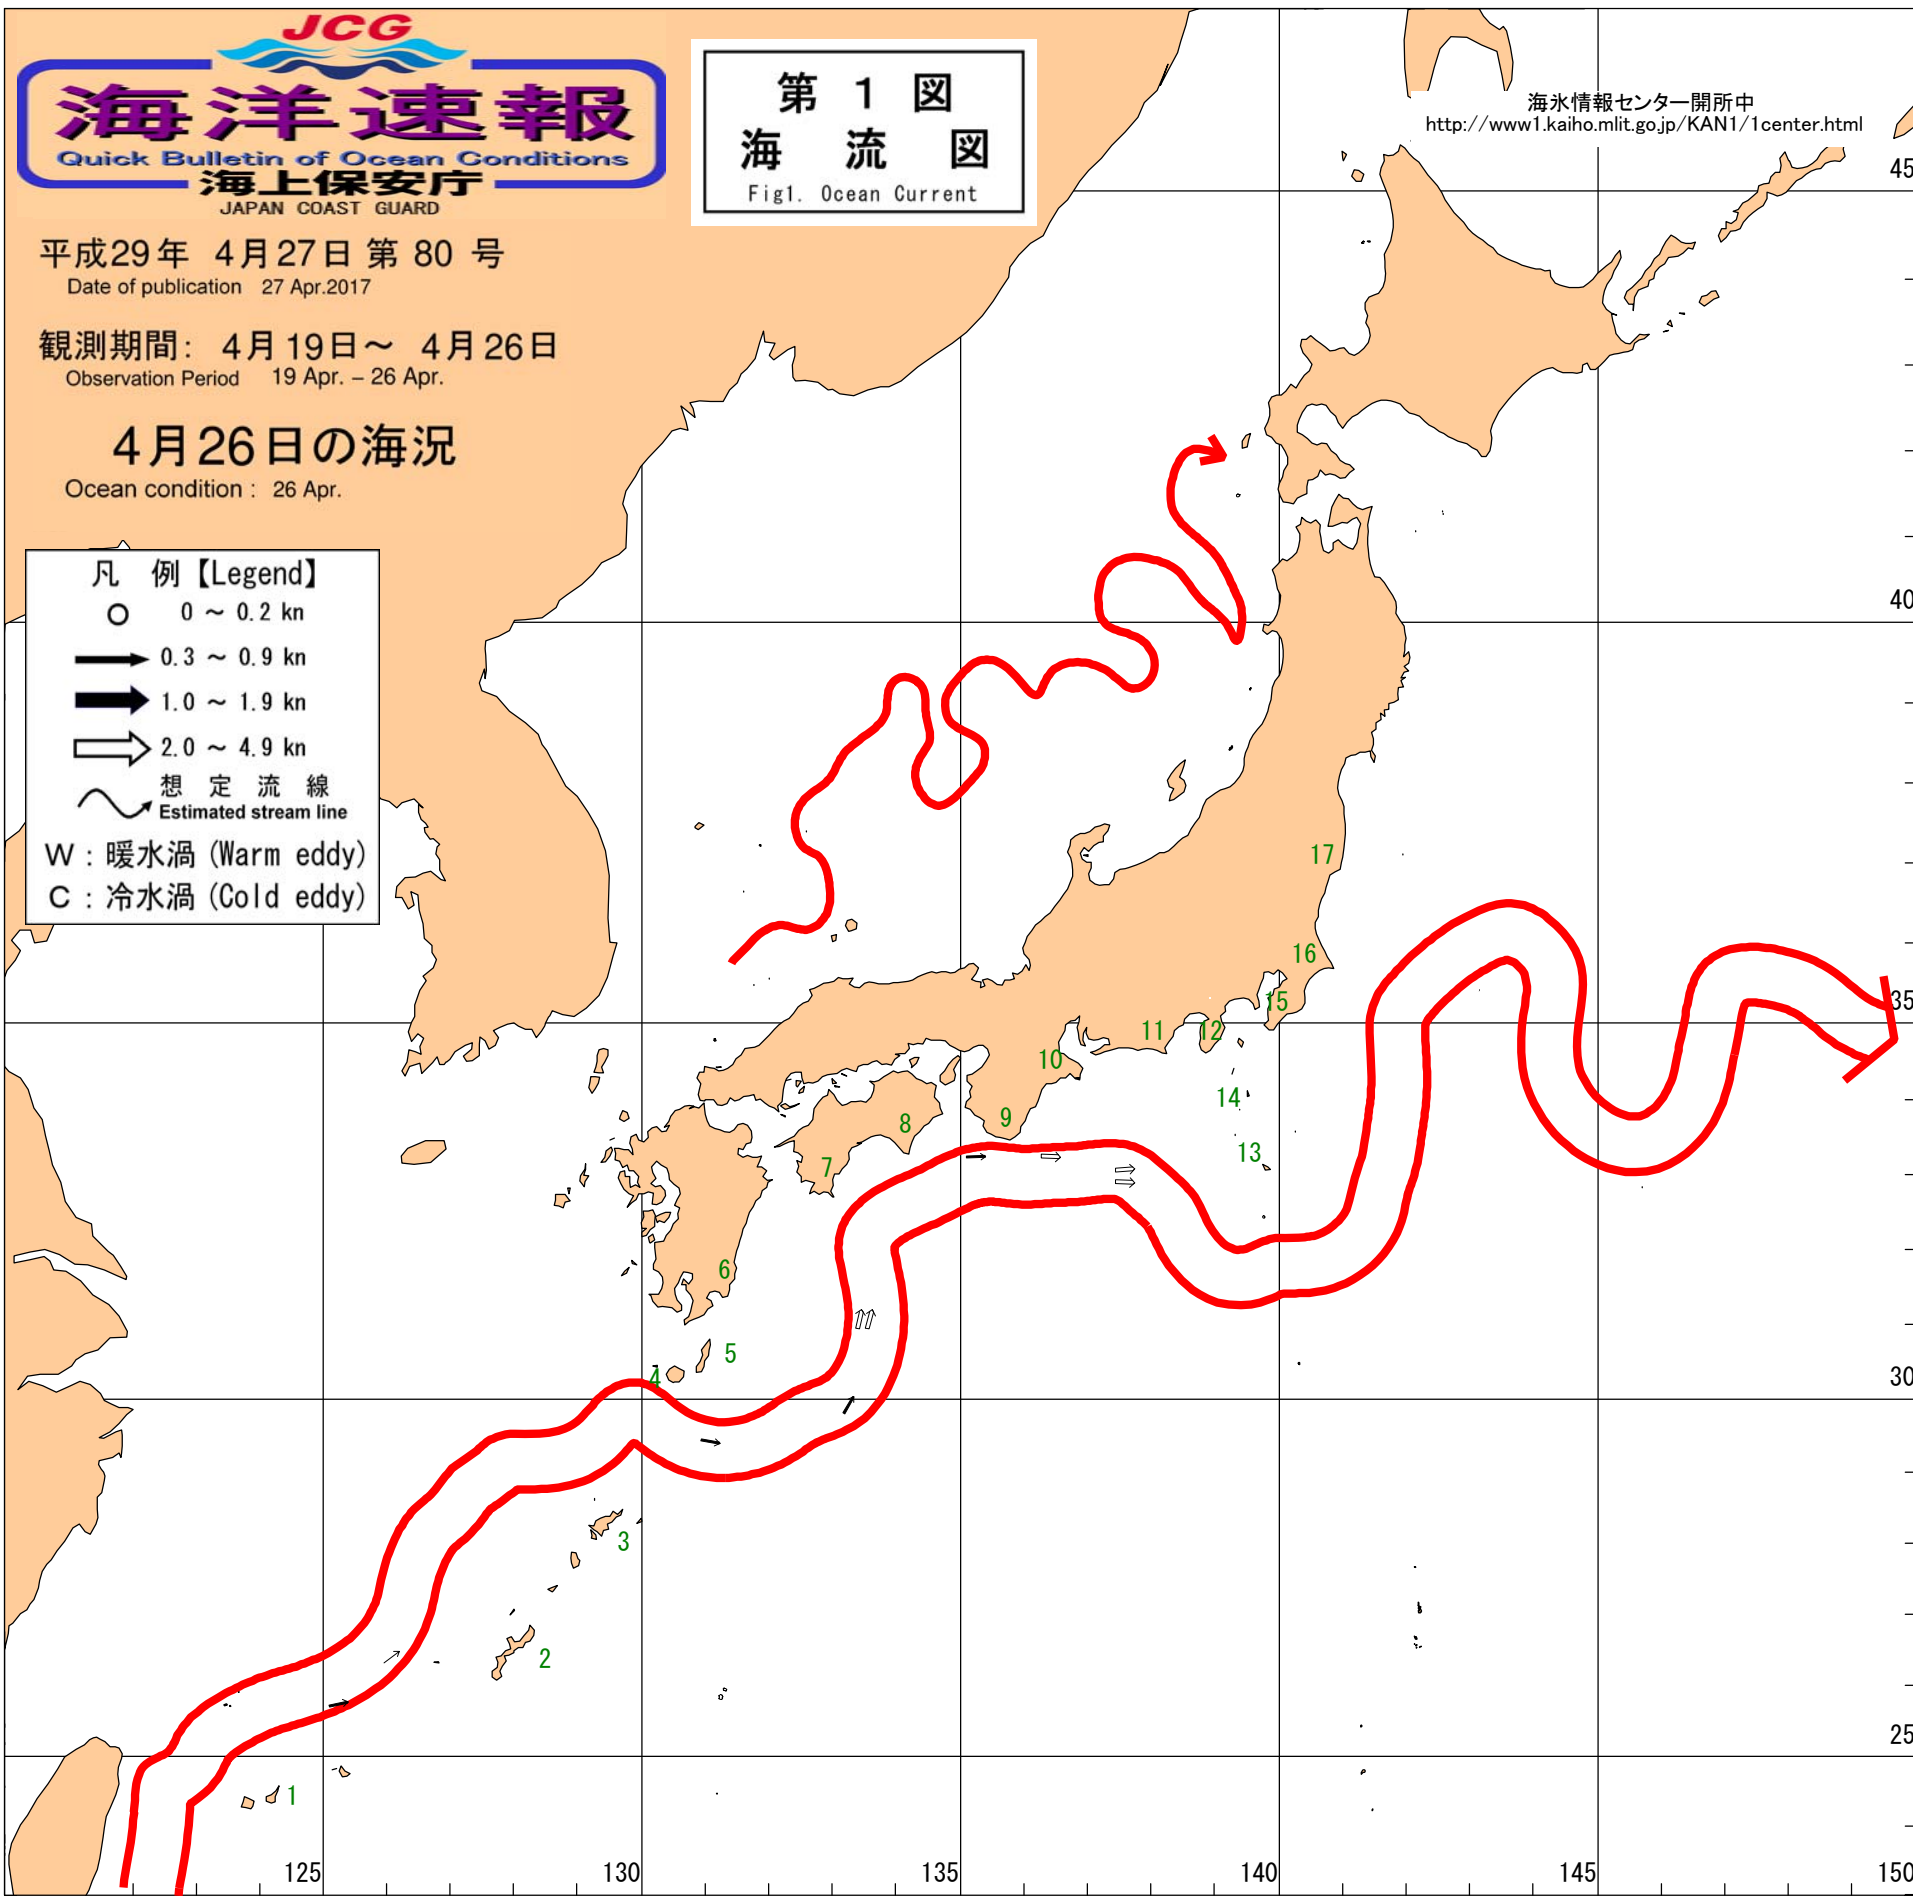 JCG
海洋速報
Quick Bulletin of Ocean Conditions
海上保安庁
JAPAN COAST GUARD
第 1 図
海 流 図
Fig1. Ocean Current
海氷情報センター開所中
http://www1.kaiho.mlit.go.jp/KAN1/1center.html
平成29年 4月27日 第 80 号
Date of publication 27 Apr.2017
観測期間: 4月19日～ 4月26日
Observation Period 19 Apr. – 26 Apr.
4月26日の海況
Ocean condition : 26 Apr.
凡 例【Legend】
0 ～ 0.2 kn
0.3 ～ 0.9 kn
1.0 ～ 1.9 kn
2.0 ～ 4.9 kn
想 定 流 線
Estimated stream line
W : 暖水渦 (Warm eddy)
C : 冷水渦 (Cold eddy)
45
40
17
16
35
15
11
12
10
14
9
8
13
7
6
5
4
30
3
2
25
1
125
130
135
140
145
150